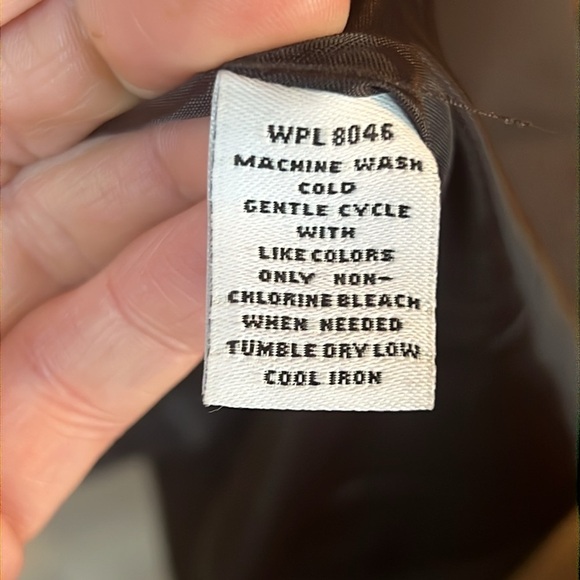 WPL 8046
MACHINE WASH
COLD
GENTLE CYCLE
WITH
LIKE COLORS
ONLY NON-
CHLORINE BLEACH
WHEN NEEDED
TUMBLE DRY LOW
COOL IRON